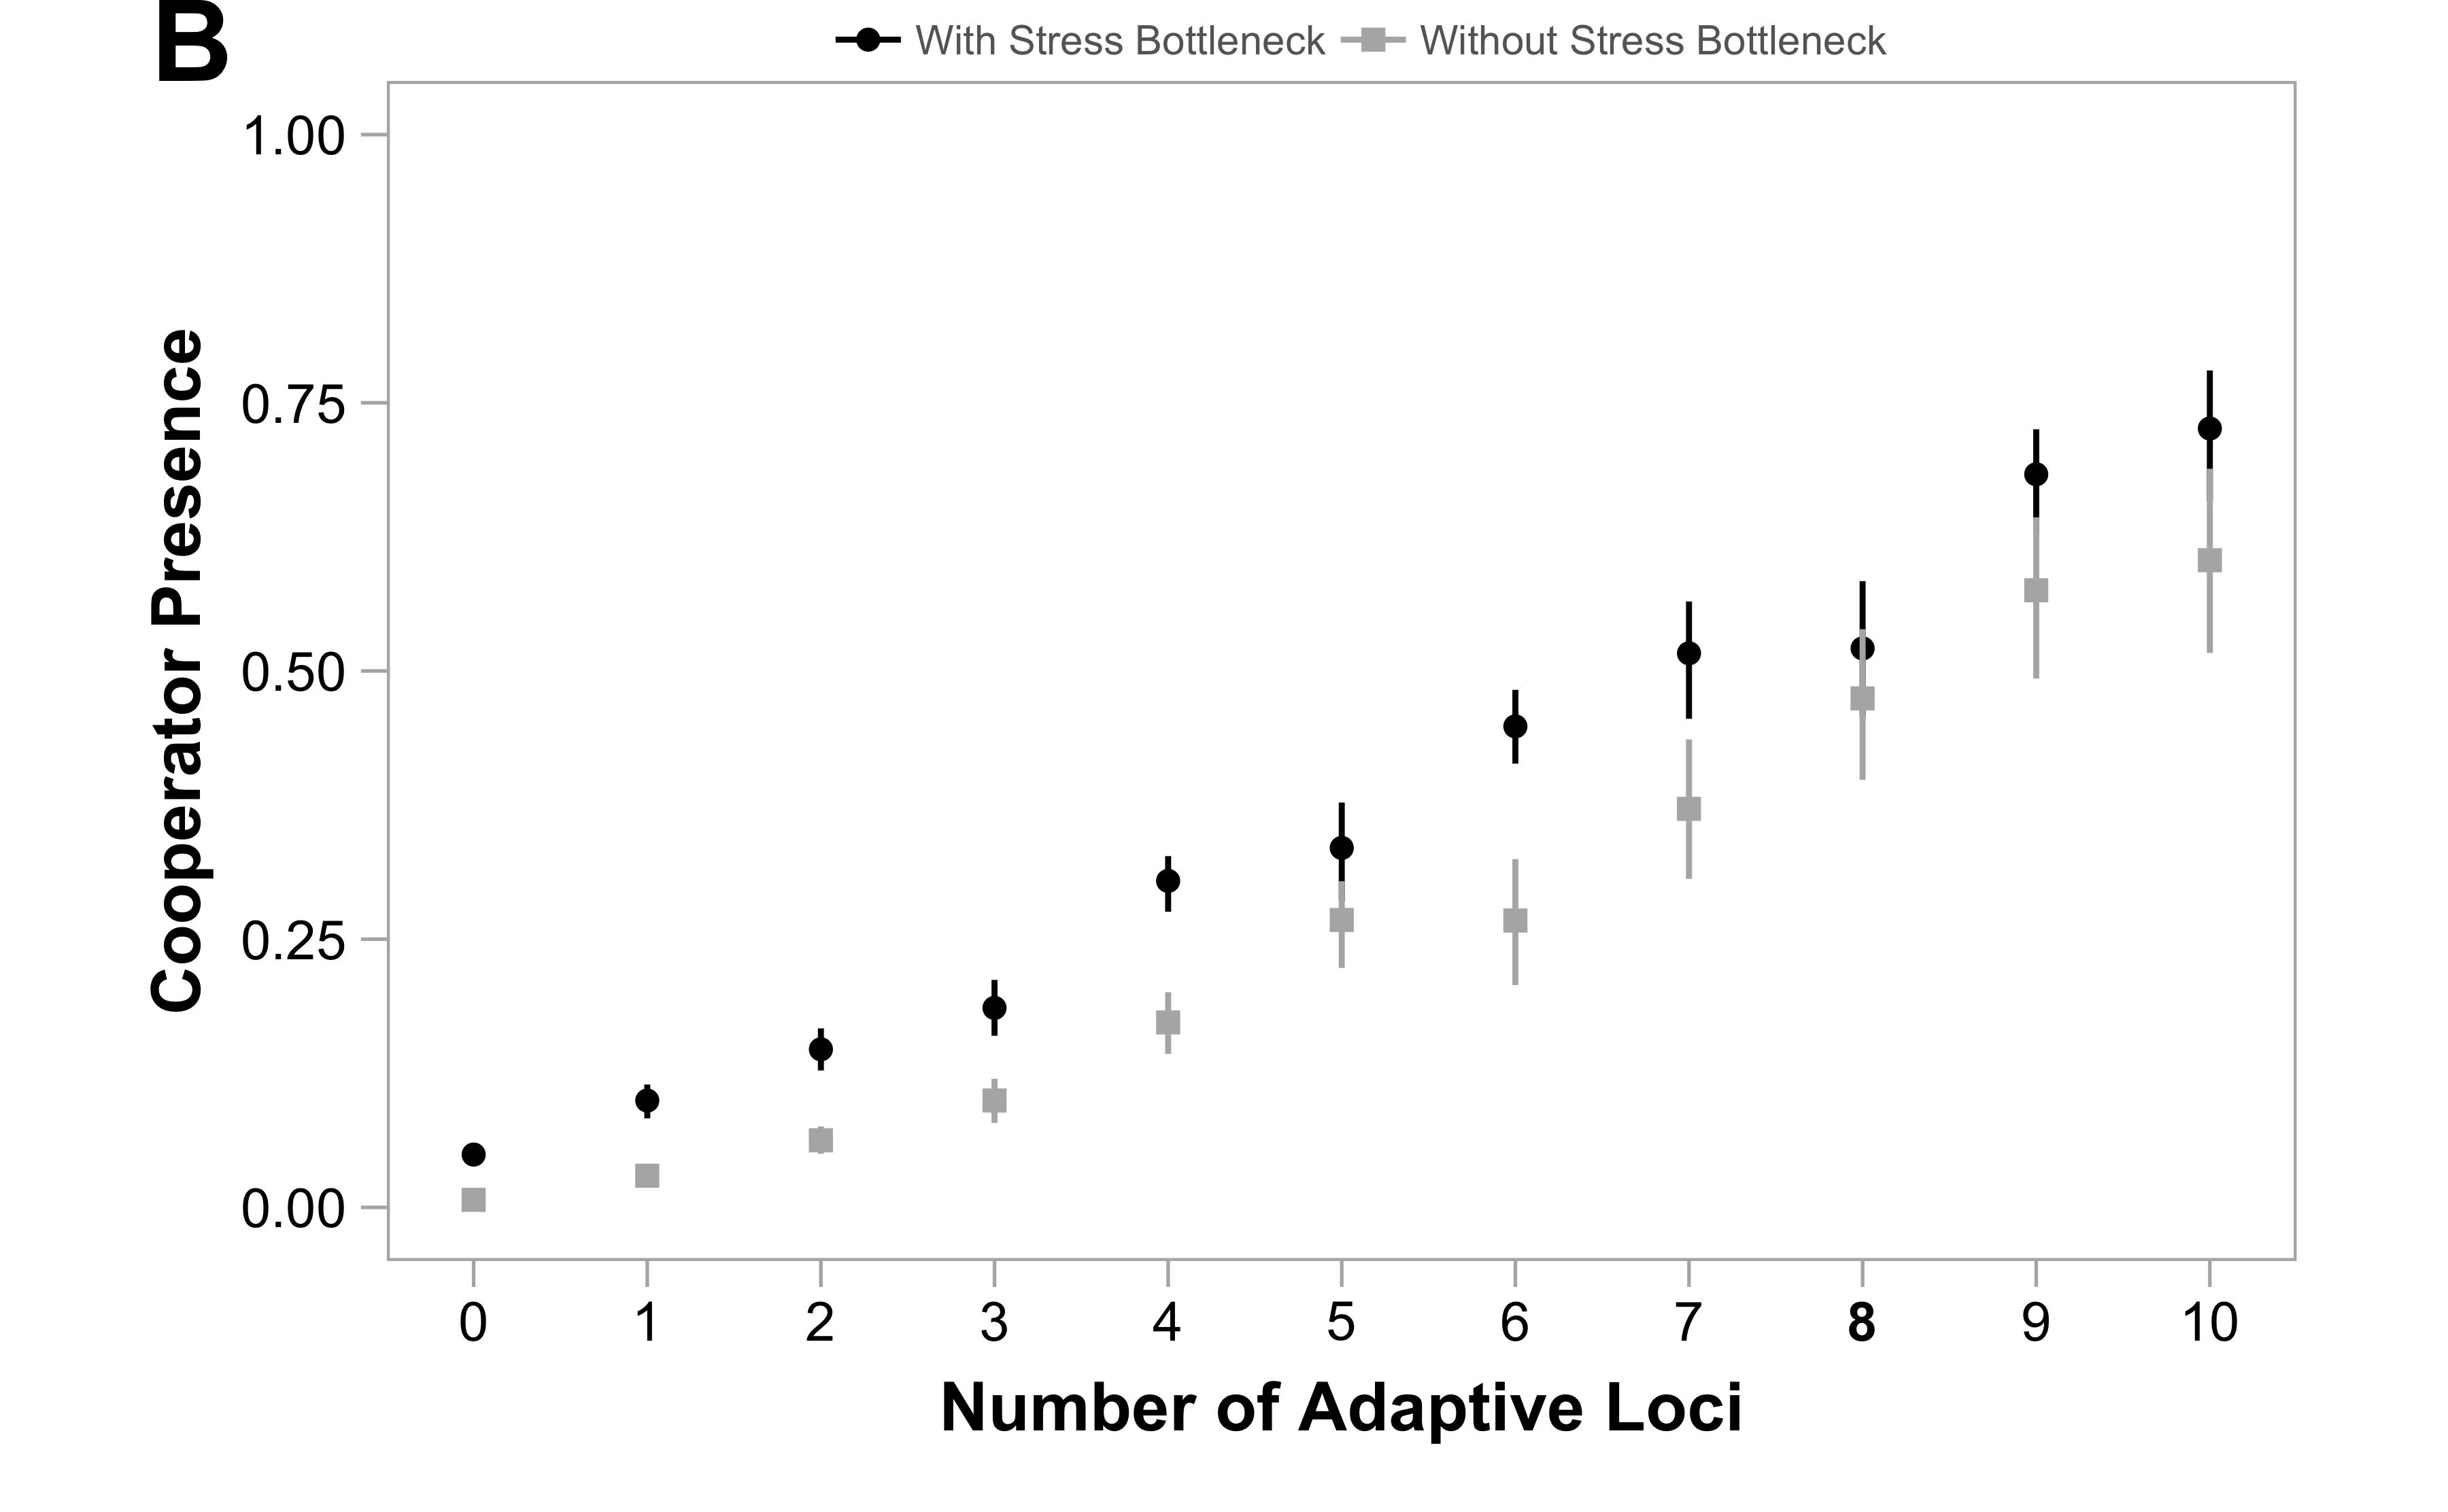 B
With Stress Bottleneck Without Stress Bottleneck
1.00
0.75
0.50
0.25
0.00
Cooperator Presence
0 1 2 3 4 5 6 7 8 9 10
Number of Adaptive Loci